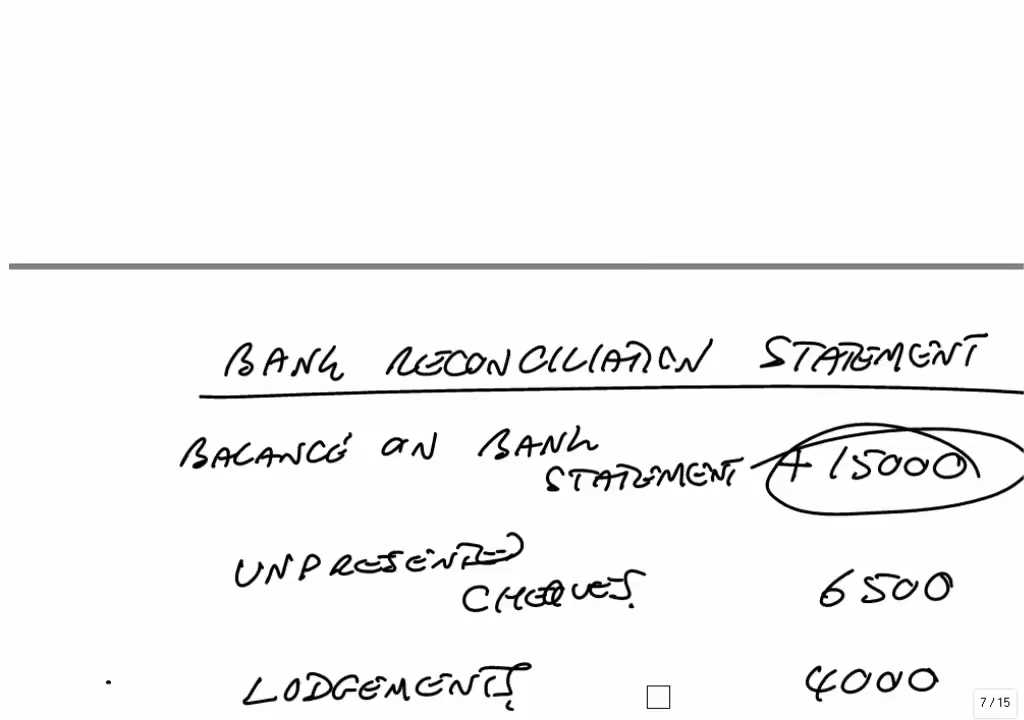 BANK RECONCILIATION STATEMENT
BALANCE ON BANK
STATEMENT + 15000
UNPRESENTED
CHEQUES. 6500
LODGEMENTS 4000
7 / 15